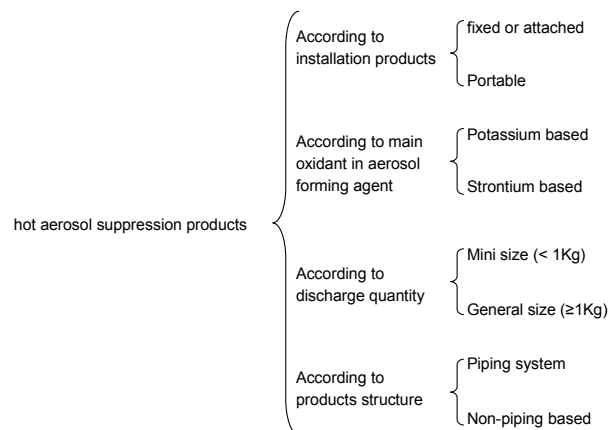 hot aerosol suppression products
According to
installation products
fixed or attached
Portable
According to main
oxidant in aerosol
forming agent
Potassium based
Strontium based
According to
discharge quantity
Mini size (< 1Kg)
General size (≥1Kg)
According to
products structure
Piping system
Non-piping based